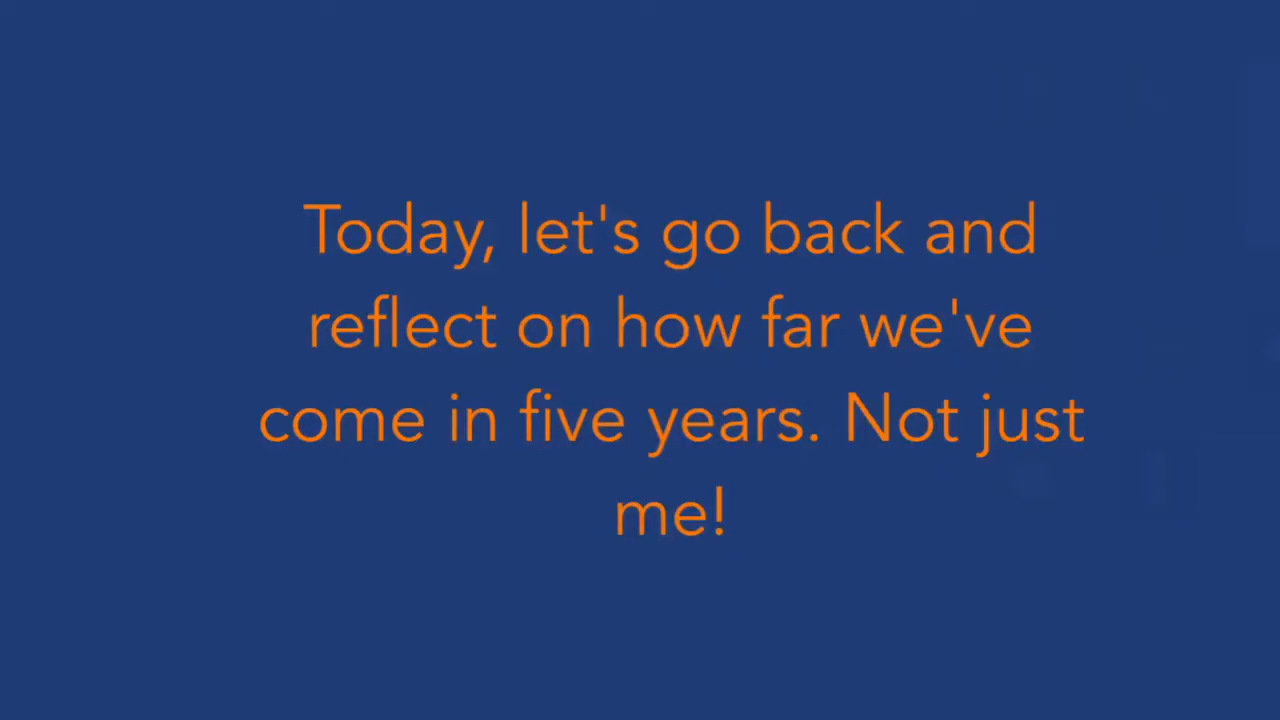 Today, let's go back and
reflect on how far we've
come in five years. Not just
me!